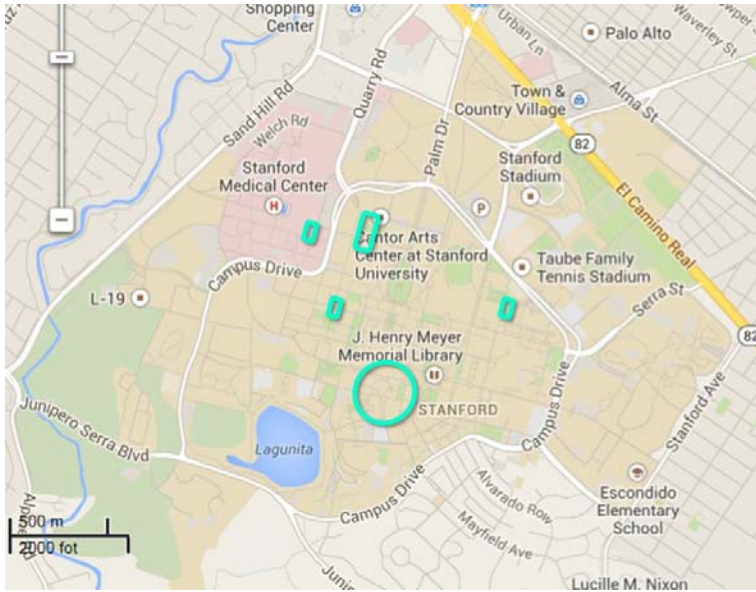 Shopping
Center
Urban Ln
Palo Alto
Waverley St
Quarry Rd
Sand Hill Rd
Welch Rd
Palm Dr
Town &
Country Village
Alma St
82
Stanford
Medical Center
H
Stanford
Stadium
P
El Camino Real
Cantor Arts
Center at Stanford
University
Taube Family
Tennis Stadium
Campus Drive
L-19
Serra St
82
J. Henry Meyer
Memorial Library
STANFORD
Campus Drive
Stanford Ave
Junipero Serra Blvd
Lagunita
Campus Drive
Alvarado Row
Escondido
Elementary
School
Mayfield Ave
500 m
2000 fot
Lucille M. Nixon